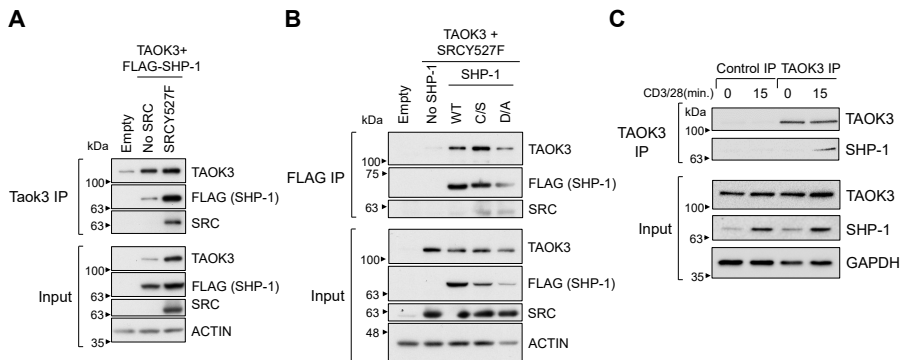 A
TAOK3+
FLAG-SHP-1
Empty
No SRC
SRCY527F
kDa
Taok3 IP
100
TAOK3
63
FLAG (SHP-1)
63
SRC
Input
100
TAOK3
63
FLAG (SHP-1)
63
SRC
35
ACTIN
B
TAOK3 +
SRCY527F
SHP-1
Empty
No SHP-1
WT
C/S
D/A
kDa
FLAG IP
100
TAOK3
75
FLAG (SHP-1)
63
SRC
Input
100
TAOK3
63
FLAG (SHP-1)
63
SRC
48
ACTIN
C
Control IP TAOK3 IP
CD3/28(min.) 0 15 0 15
kDa
TAOK3
IP
100
TAOK3
63
SHP-1
Input
100
TAOK3
63
SHP-1
35
GAPDH